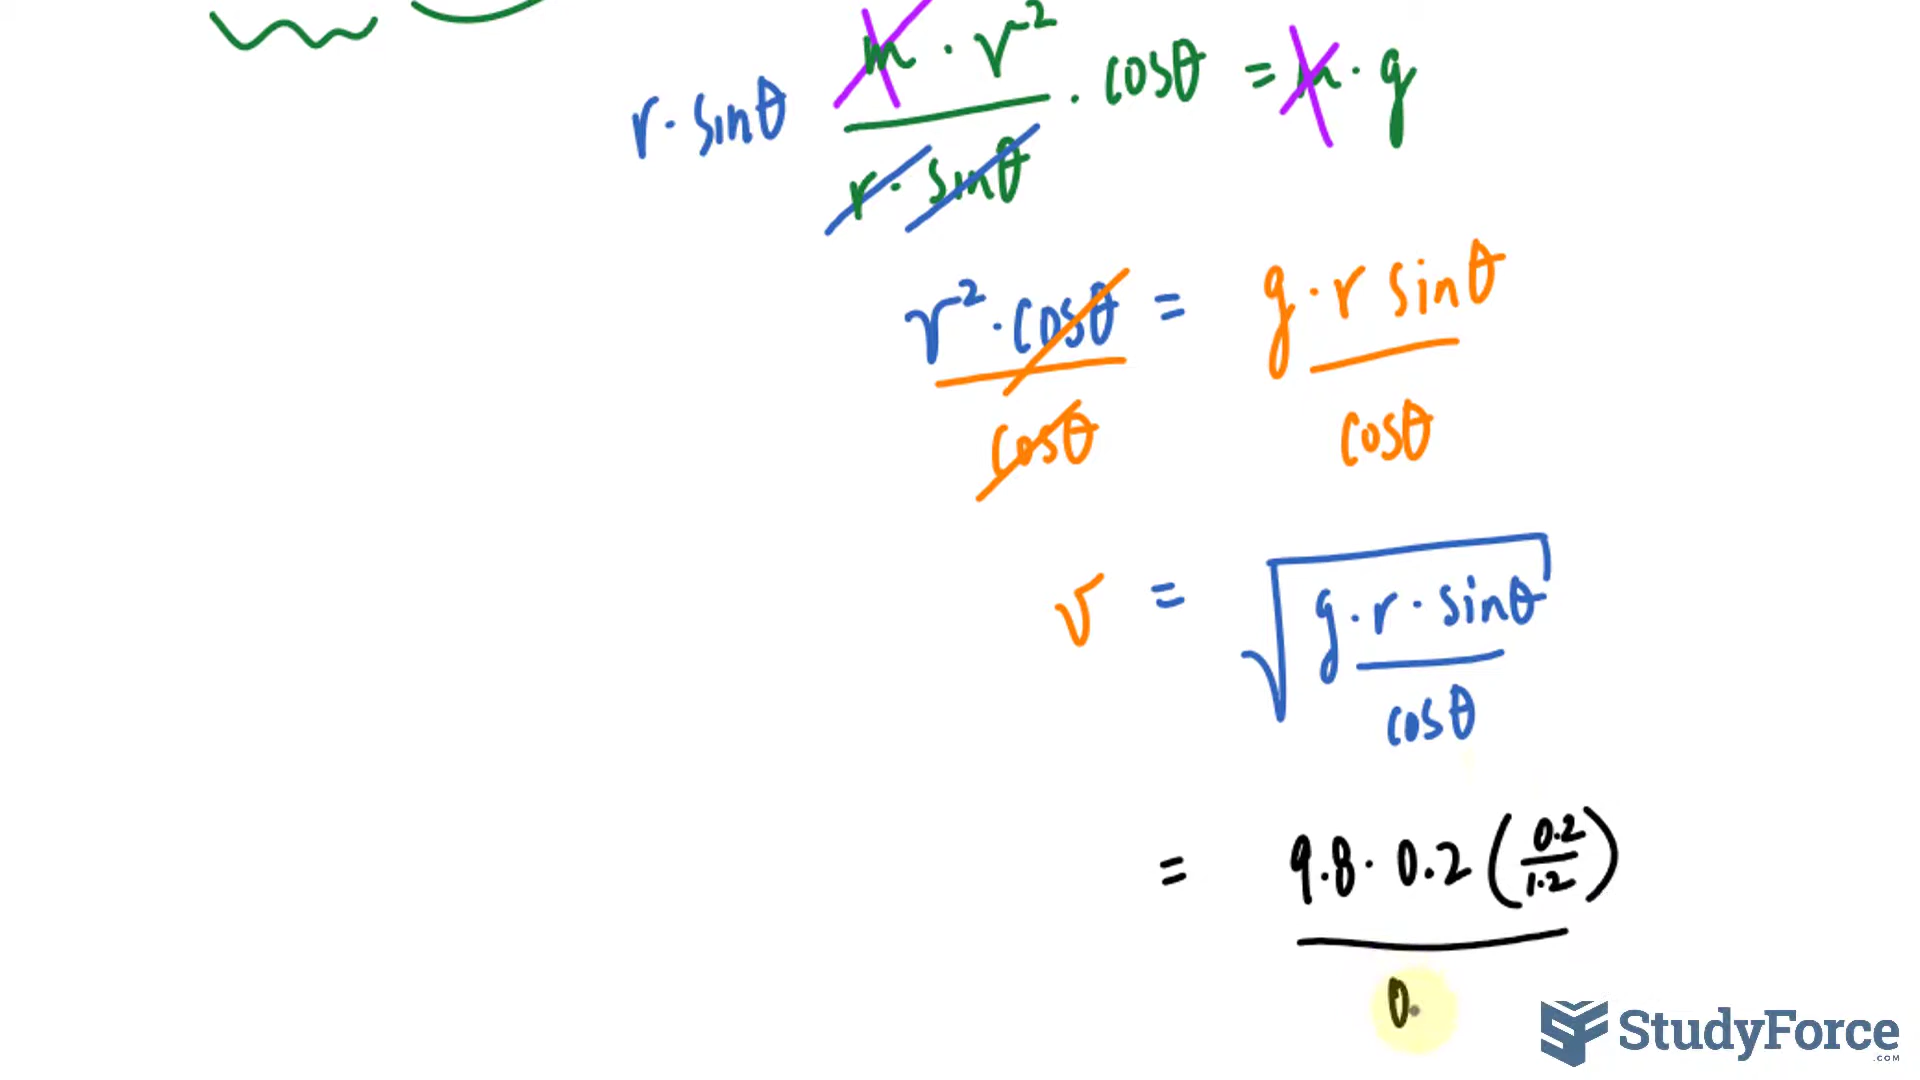 r · sinθ m · v² / r · sinθ · cosθ = m · g
v² · cosθ / cosθ = g · r sinθ / cosθ
v = √(g · r · sinθ / cosθ)
= 9.8 · 0.2 (0.2/1.2) / 0.
StudyForce
.COM